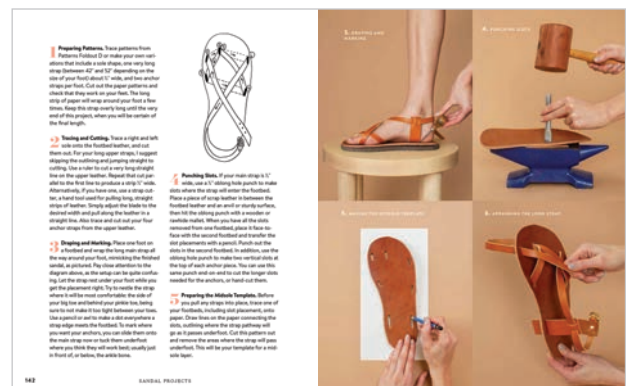 1 Preparing Patterns. Trace patterns from
Patterns Foldout D or make your own vari-
ations that include a sole shape, one very long
strap (between 42" and 52" depending on the
size of your foot) about ½" wide, and two anchor
straps per foot. Cut out the paper patterns and
check that they work on your feet. The long
strip of paper will wrap around your foot a few
times. Keep this strap overly long until the very
end of this project, when you will be certain of
the final length.
2 Tracing and Cutting. Trace a right and left
sole onto the footbed leather, and cut
them out. For your long upper straps, I suggest
skipping the outlining and jumping straight to
cutting. Use a ruler to cut a very long straight
line on the upper leather. Repeat that cut par-
allel to the first line to produce a strip ½" wide.
Alternatively, if you have one, use a strap cut-
ter, a hand tool used for pulling long, straight
strips of leather. Simply adjust the blade to the
desired width and pull along the leather in a
straight line. Also trace and cut out your four
anchor straps from the upper leather.
3 Draping and Marking. Place one foot on
a footbed and wrap the long main strap all
the way around your foot, mimicking the finished
sandal, as pictured. Pay close attention to the
diagram above, as the setup can be quite confus-
ing. Let the strap rest under your foot while you
get the placement right. Try to nestle the strap
where it will be most comfortable: the side of
your big toe and behind your pinkie toe, being
sure to not make it too tight between your toes.
Use a pencil or awl to make a dot everywhere a
strap edge meets the footbed. To mark where
you want your anchors, you can slide them onto
the main strap now or tuck them underfoot
where you think they will work best; usually just
in front of, or below, the ankle bone.
4 Punching Slots. If your main strap is ½"
wide, use a ½" oblong hole punch to make
slots where the strap will enter the footbed.
Place a piece of scrap leather in between the
footbed leather and an anvil or sturdy surface,
then hit the oblong punch with a wooden or
rawhide mallet. When you have all the slots
removed from one footbed, place it face-to-
face with the second footbed and transfer the
slot placements with a pencil. Punch out the
slots in the second footbed. In addition, use the
oblong hole punch to make two vertical slots at
the top of each anchor piece. You can use this
same punch end-on-end to cut the longer slots
needed for the anchors, or hand-cut them.
5 Preparing the Midsole Template. Before
you pull any straps into place, trace one of
your footbeds, including slot placement, onto
paper. Draw lines on the paper connecting the
slots, outlining where the strap pathway will
go as it passes underfoot. Cut this pattern out
and remove the areas where the strap will pass
underfoot. This will be your template for a mid-
sole layer.
142
SANDAL PROJECTS
3. DRAPING AND
MARKING
4. PUNCHING SLOTS
5. MAKING THE MIDSOLE TEMPLATE
6. ARRANGING THE LONG STRAP